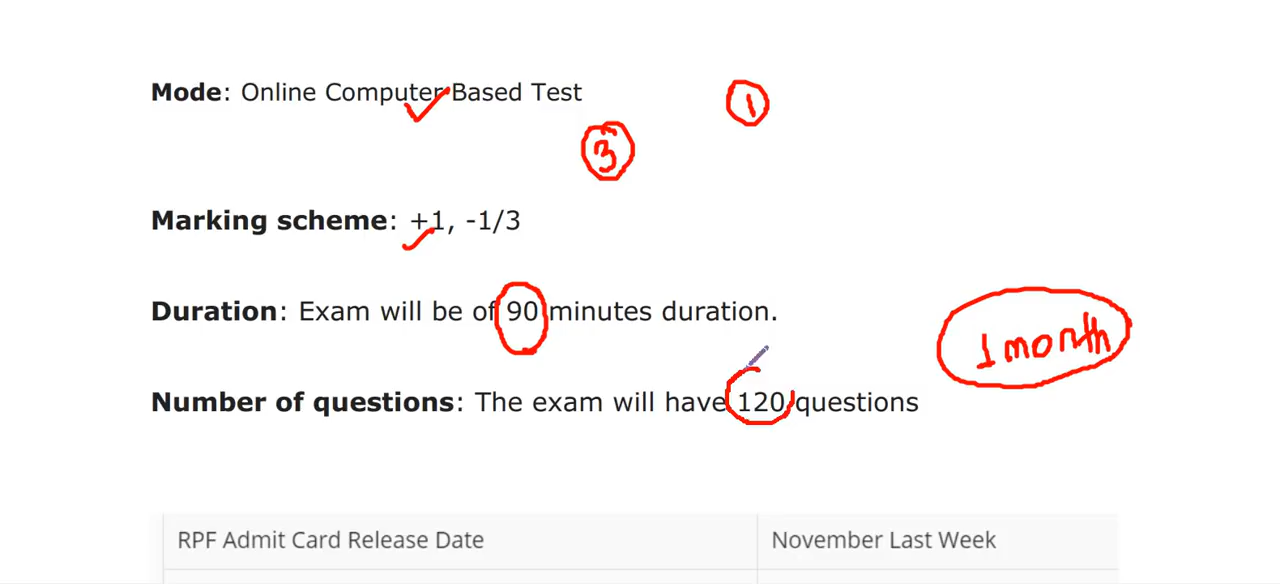 Mode: Online Computer Based Test
1
3
Marking scheme: +1, -1/3
Duration: Exam will be of 90 minutes duration.
1 month
Number of questions: The exam will have 120 questions
RPF Admit Card Release Date November Last Week